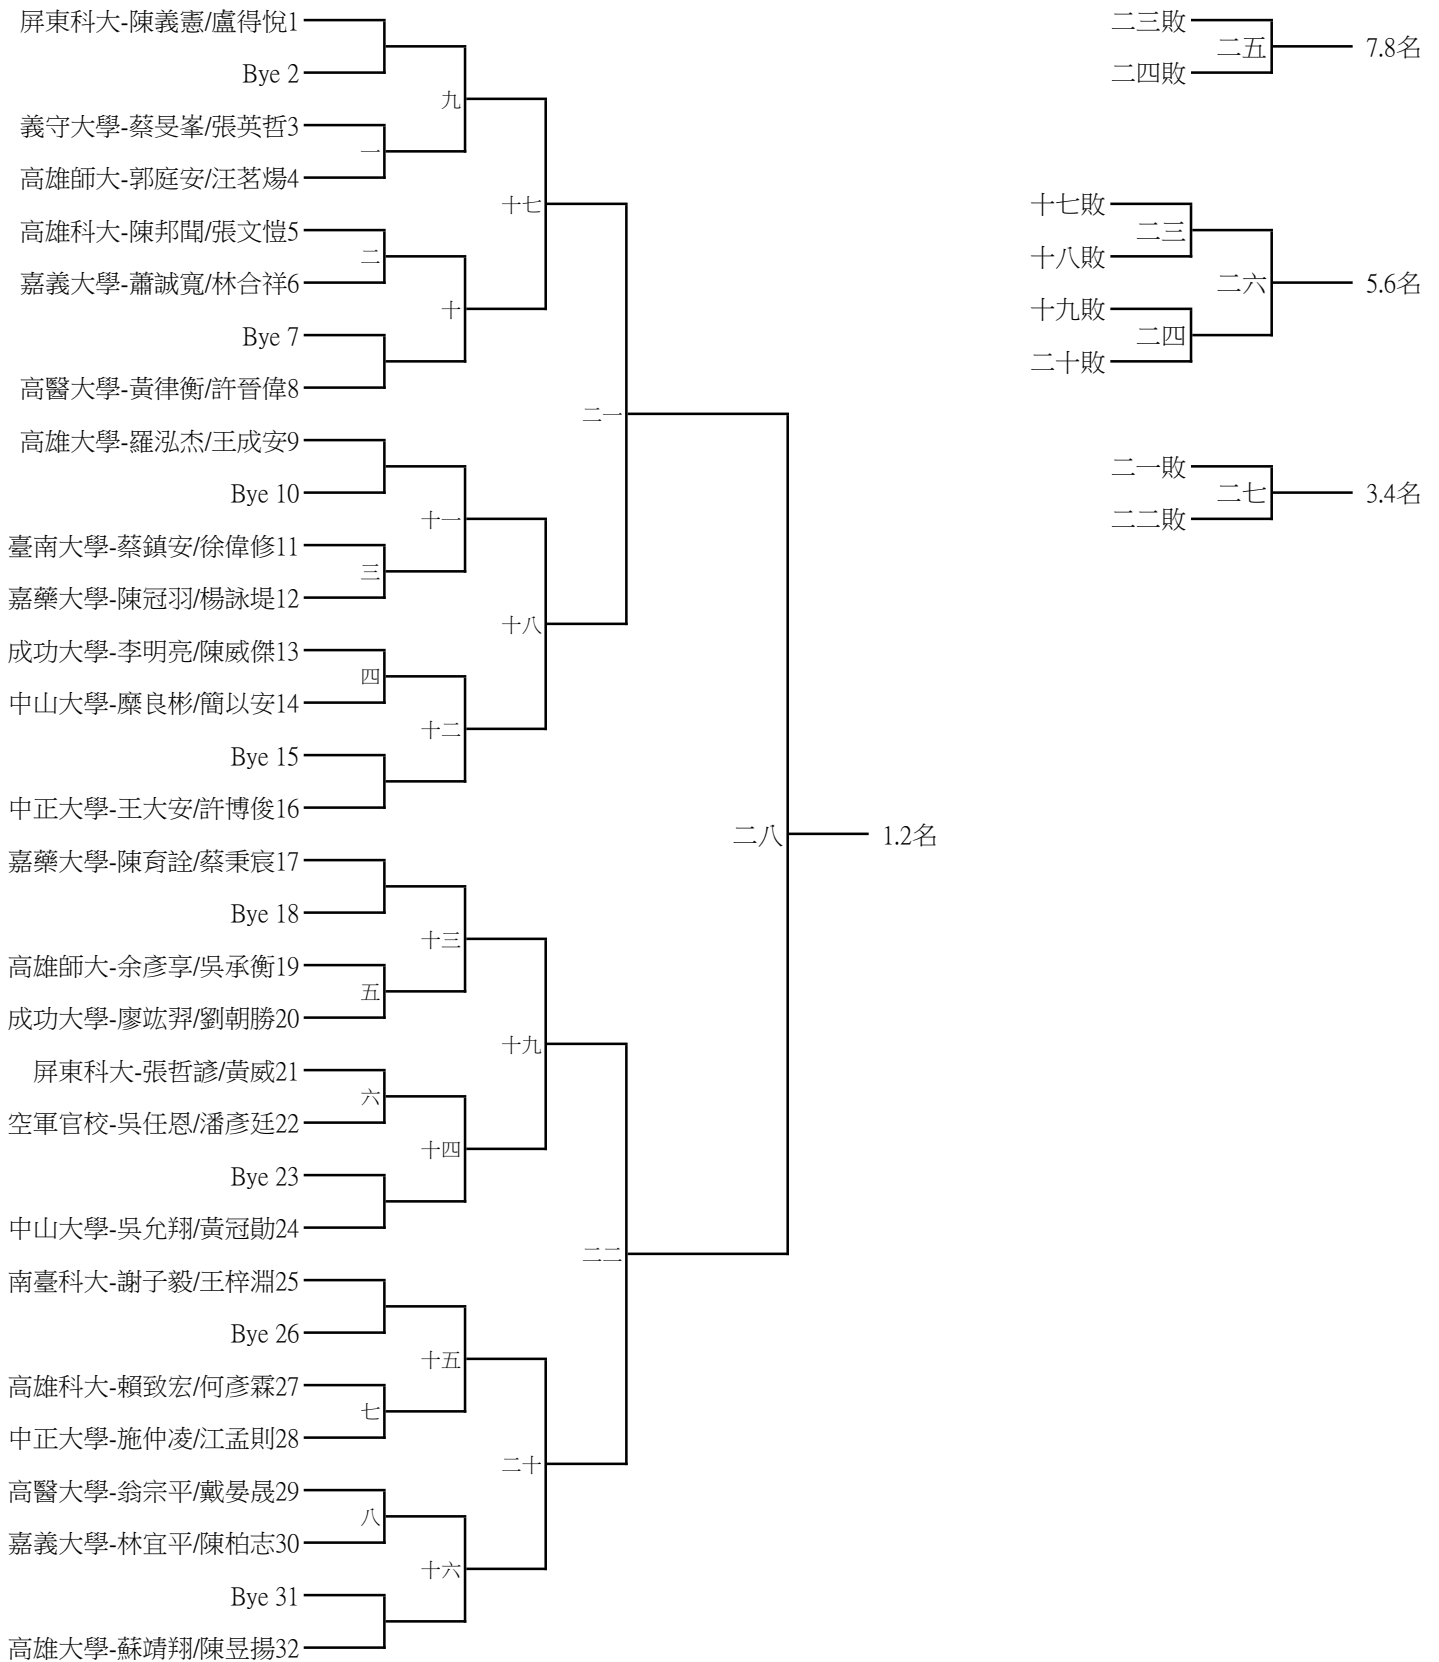 屏東科大-陳義憲/盧得悅1
Bye 2
義守大學-蔡旻峯/張英哲3
高雄師大-郭庭安/汪茗煬4
高雄科大-陳邦聞/張文愷5
嘉義大學-蕭誠寬/林合祥6
Bye 7
高醫大學-黃律衡/許晉偉8
高雄大學-羅泓杰/王成安9
Bye 10
臺南大學-蔡鎮安/徐偉修11
嘉藥大學-陳冠羽/楊詠堤12
成功大學-李明亮/陳威傑13
中山大學-糜良彬/簡以安14
Bye 15
中正大學-王大安/許博俊16
嘉藥大學-陳育詮/蔡秉宸17
Bye 18
高雄師大-余彥享/吳承衡19
成功大學-廖竑羿/劉朝勝20
屏東科大-張哲諺/黃威21
空軍官校-吳任恩/潘彥廷22
Bye 23
中山大學-吳允翔/黃冠勛24
南臺科大-謝子毅/王梓淵25
Bye 26
高雄科大-賴致宏/何彥霖27
中正大學-施仲凌/江孟則28
高醫大學-翁宗平/戴晏晟29
嘉義大學-林宜平/陳柏志30
Bye 31
高雄大學-蘇靖翔/陳昱揚32
一
二
三
四
五
六
七
八
九
十
十一
十二
十三
十四
十五
十六
十七
十八
十九
二十
二一
二二
二八
1.2名
二三敗
二四敗
二五
7.8名
十七敗
十八敗
十九敗
二十敗
二三
二四
二六
5.6名
二一敗
二二敗
二七
3.4名